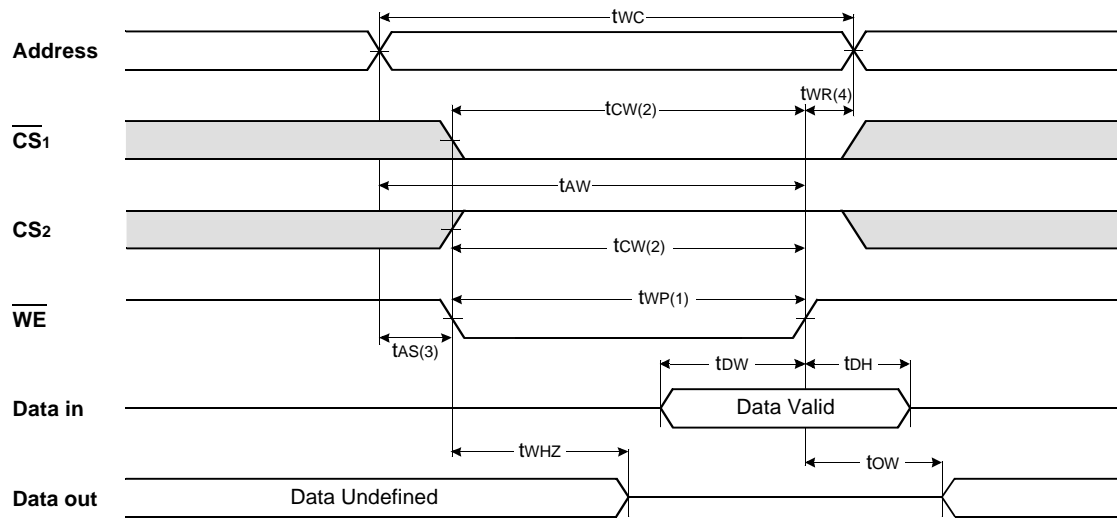 tWC
Address
tCW(2)
tWR(4)
CS1
tAW
CS2
tCW(2)
tWP(1)
WE
tAS(3)
tDW
tDH
Data in
Data Valid
tWHZ
tOW
Data out
Data Undefined